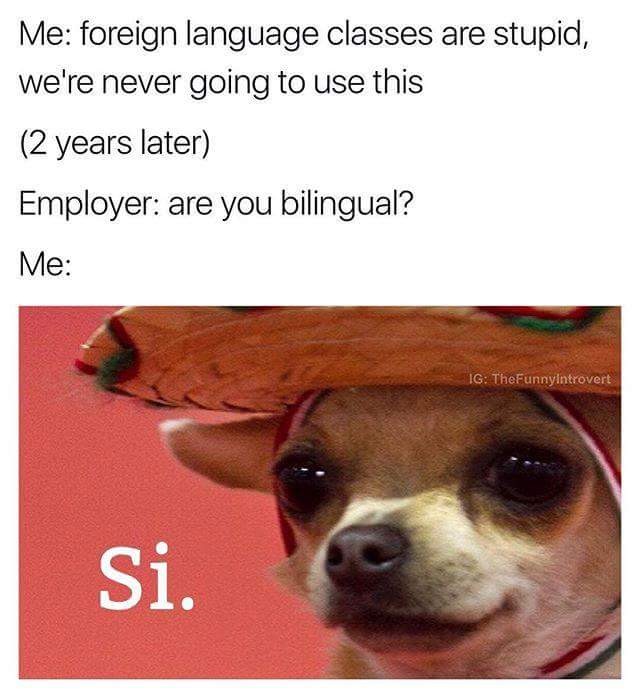 Me: foreign language classes are stupid,
we're never going to use this
(2 years later)
Employer: are you bilingual?
Me:
IG: TheFunnyIntrovert
Si.